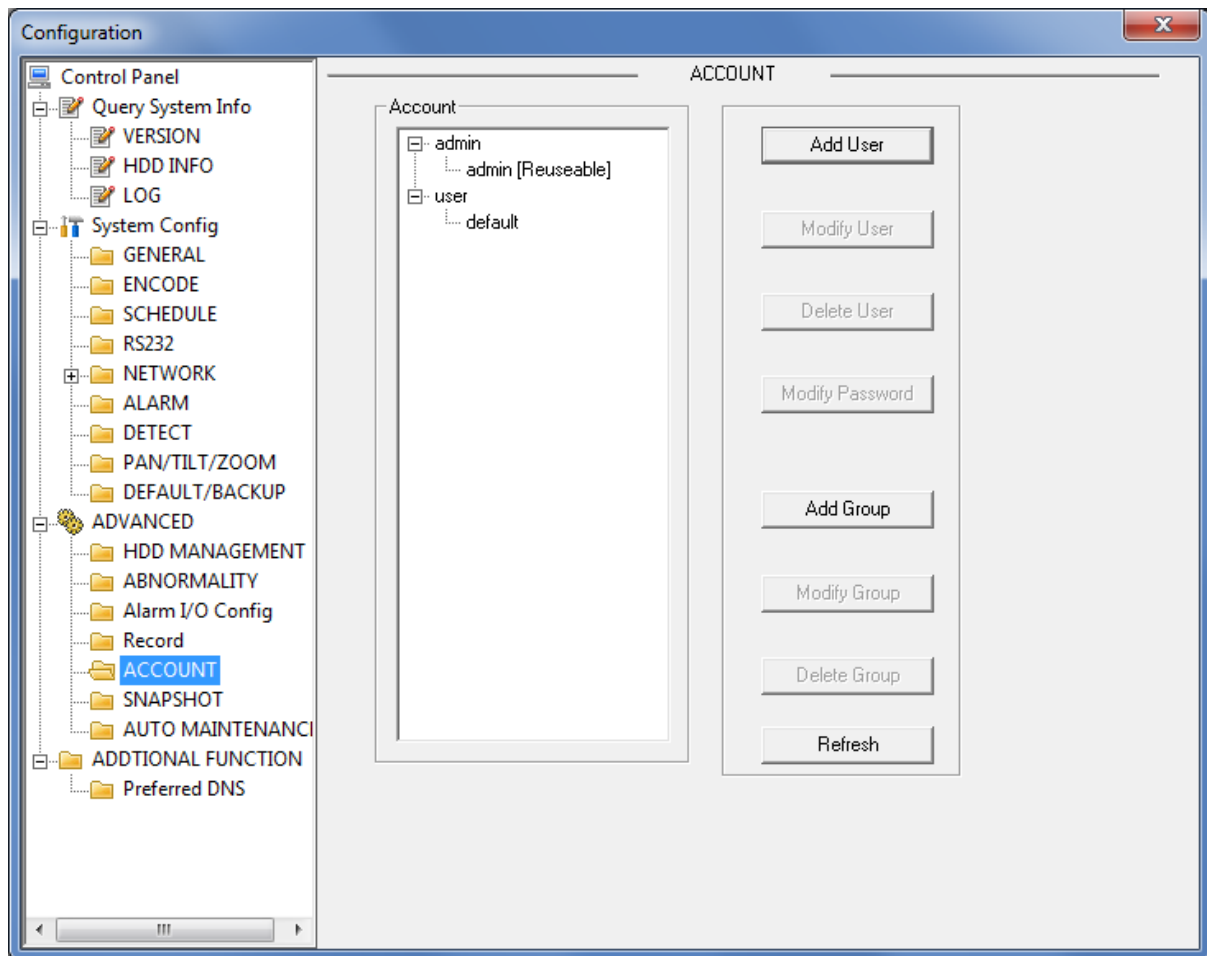 Configuration
Control Panel
Query System Info
VERSION
HDD INFO
LOG
System Config
GENERAL
ENCODE
SCHEDULE
RS232
NETWORK
ALARM
DETECT
PAN/TILT/ZOOM
DEFAULT/BACKUP
ADVANCED
HDD MANAGEMENT
ABNORMALITY
Alarm I/O Config
Record
ACCOUNT
SNAPSHOT
AUTO MAINTENANC
ADDTIONAL FUNCTION
Preferred DNS
ACCOUNT
Account
admin
admin [Reuseable]
user
default
Add User
Modify User
Delete User
Modify Password
Add Group
Modify Group
Delete Group
Refresh